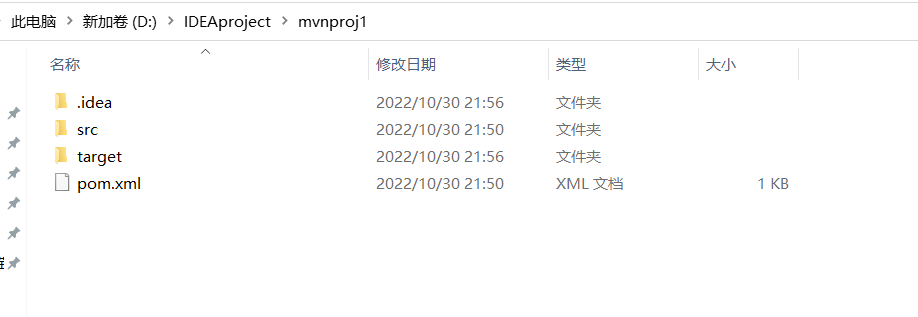 此电脑 > 新加卷 (D:) > IDEAproject > mvnproj1
名称 修改日期 类型 大小
.idea 2022/10/30 21:56 文件夹
src 2022/10/30 21:50 文件夹
target 2022/10/30 21:56 文件夹
pom.xml 2022/10/30 21:50 XML 文档 1 KB